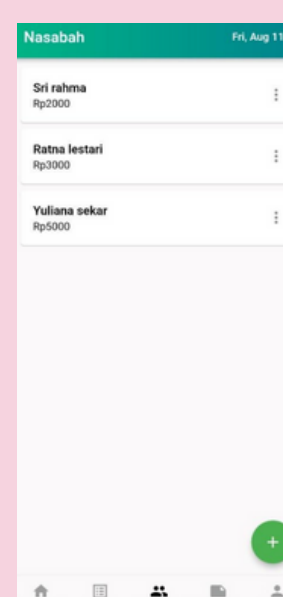 Nasabah
Fri, Aug 11
Sri rahma
Rp2000
Ratna lestari
Rp3000
Yuliana sekar
Rp5000